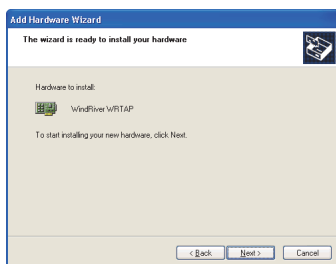 Add Hardware Wizard
The wizard is ready to install your hardware
Hardware to install:
WindRiver WRTAP
To start installing your new hardware, click Next.
< Back
Next >
Cancel